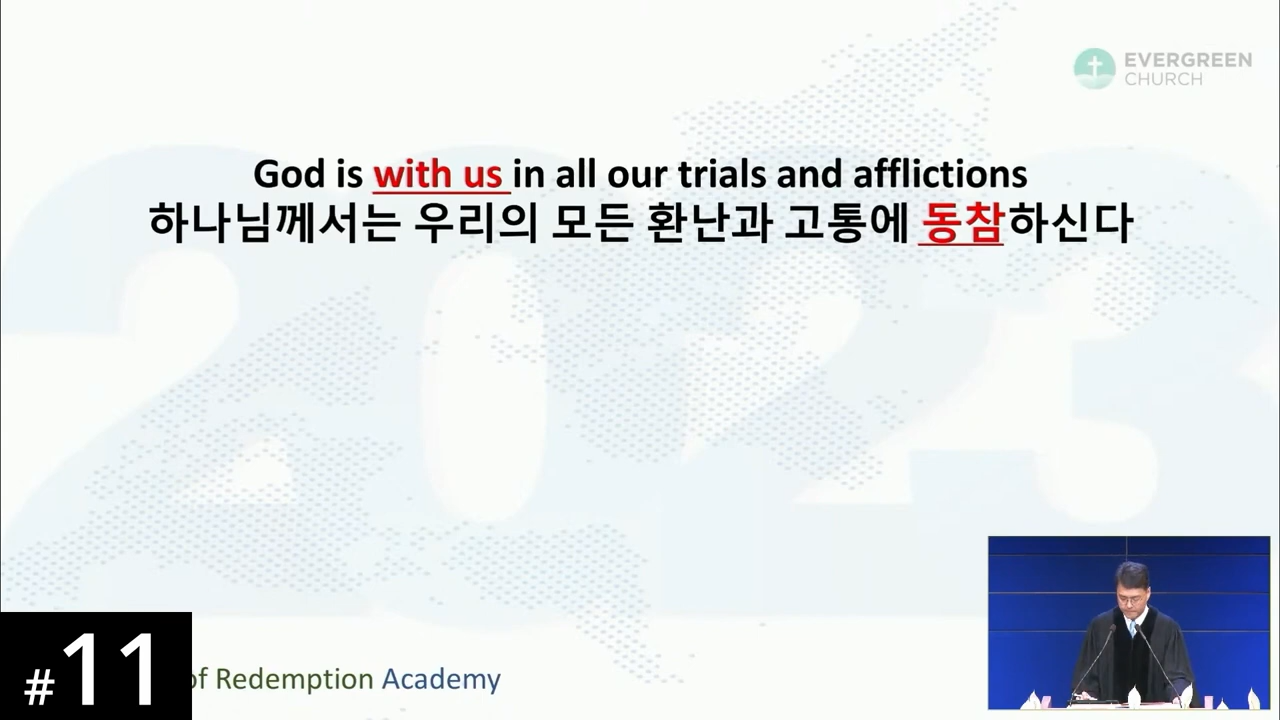 EVERGREEN
CHURCH
God is with us in all our trials and afflictions
하나님께서는 우리의 모든 환난과 고통에 동참하신다
of Redemption Academy
#11